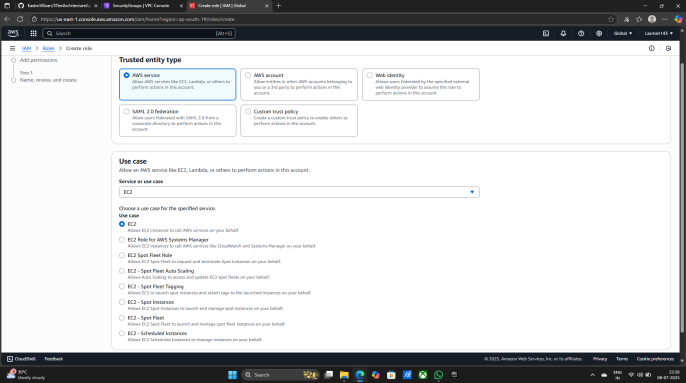 KastroVKiran/3TierArchitecture
SecurityGroups | VPC Console
Create role | IAM | Global
https://us-east-1.console.aws.amazon.com/iam/home?region=ap-south-1#/roles/create
aws
Search
[Alt+S]
Global
Laxman143
IAM > Roles > Create role
Add permissions
Step 3
Name, review, and create
Trusted entity type
AWS service
Allow AWS services like EC2, Lambda, or others to perform actions in this account.
AWS account
Allow entities in other AWS accounts belonging to you or a 3rd party to perform actions in this account.
Web identity
Allows users federated by the specified external web identity provider to assume this role to perform actions in this account.
SAML 2.0 federation
Allow users federated with SAML 2.0 from a corporate directory to perform actions in this account.
Custom trust policy
Create a custom trust policy to enable others to perform actions in this account.
Use case
Allow an AWS service like EC2, Lambda, or others to perform actions in this account.
Service or use case
EC2
Choose a use case for the specified service.
Use case
EC2
Allows EC2 instances to call AWS services on your behalf.
EC2 Role for AWS Systems Manager
Allows EC2 instances to call AWS services like CloudWatch and Systems Manager on your behalf.
EC2 Spot Fleet Role
Allows EC2 Spot Fleet to request and terminate Spot Instances on your behalf.
EC2 - Spot Fleet Auto Scaling
Allows Auto Scaling to access and update EC2 spot fleets on your behalf.
EC2 - Spot Fleet Tagging
Allows EC2 to launch spot instances and attach tags to the launched instances on your behalf.
EC2 - Spot Instances
Allows EC2 Spot Instances to launch and manage spot instances on your behalf.
EC2 - Spot Fleet
Allows EC2 Spot Fleet to launch and manage spot fleet instances on your behalf.
EC2 - Scheduled Instances
Allows EC2 Scheduled Instances to manage instances on your behalf.
CloudShell
Feedback
© 2025, Amazon Web Services, Inc. or its affiliates.
Privacy
Terms
Cookie preferences
30°C
Mostly cloudy
Search
ENG
IN
22:26
05-07-2025